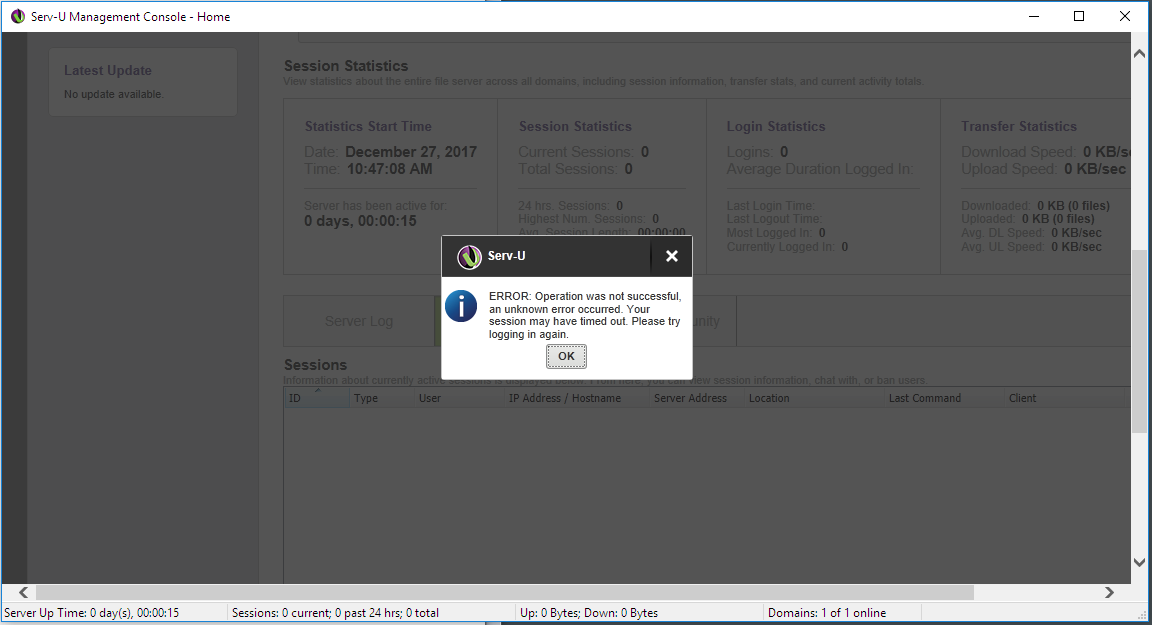 Serv-U Management Console - Home
Latest Update
No update available.
Session Statistics
View statistics about the entire file server across all domains, including session information, transfer stats, and current activity totals.
Statistics Start Time
Date: December 27, 2017
Time: 10:47:08 AM
Server has been active for:
0 days, 00:00:15
Session Statistics
Current Sessions: 0
Total Sessions: 0
24 hrs. Sessions: 0
Highest Num. Sessions: 0
Avg. Session Length: 00:00:00
Login Statistics
Logins: 0
Average Duration Logged In
Last Login Time:
Last Logout Time:
Most Logged In: 0
Currently Logged In: 0
Transfer Statistics
Download Speed: 0 KB/s
Upload Speed: 0 KB/sec
Downloaded: 0 KB (0 files)
Uploaded: 0 KB (0 files)
Avg. DL Speed: 0 KB/sec
Avg. UL Speed: 0 KB/sec
Serv-U
ERROR: Operation was not successful,
an unknown error occurred. Your
session may have timed out. Please try
logging in again.
OK
Server Log
Sessions
Information about currently active sessions is displayed below. From here, you can view session information, chat with, or ban users.
ID Type User IP Address / Hostname Server Address Location Last Command Client
Server Up Time: 0 day(s), 00:00:15 Sessions: 0 current; 0 past 24 hrs; 0 total Up: 0 Bytes; Down: 0 Bytes Domains: 1 of 1 online